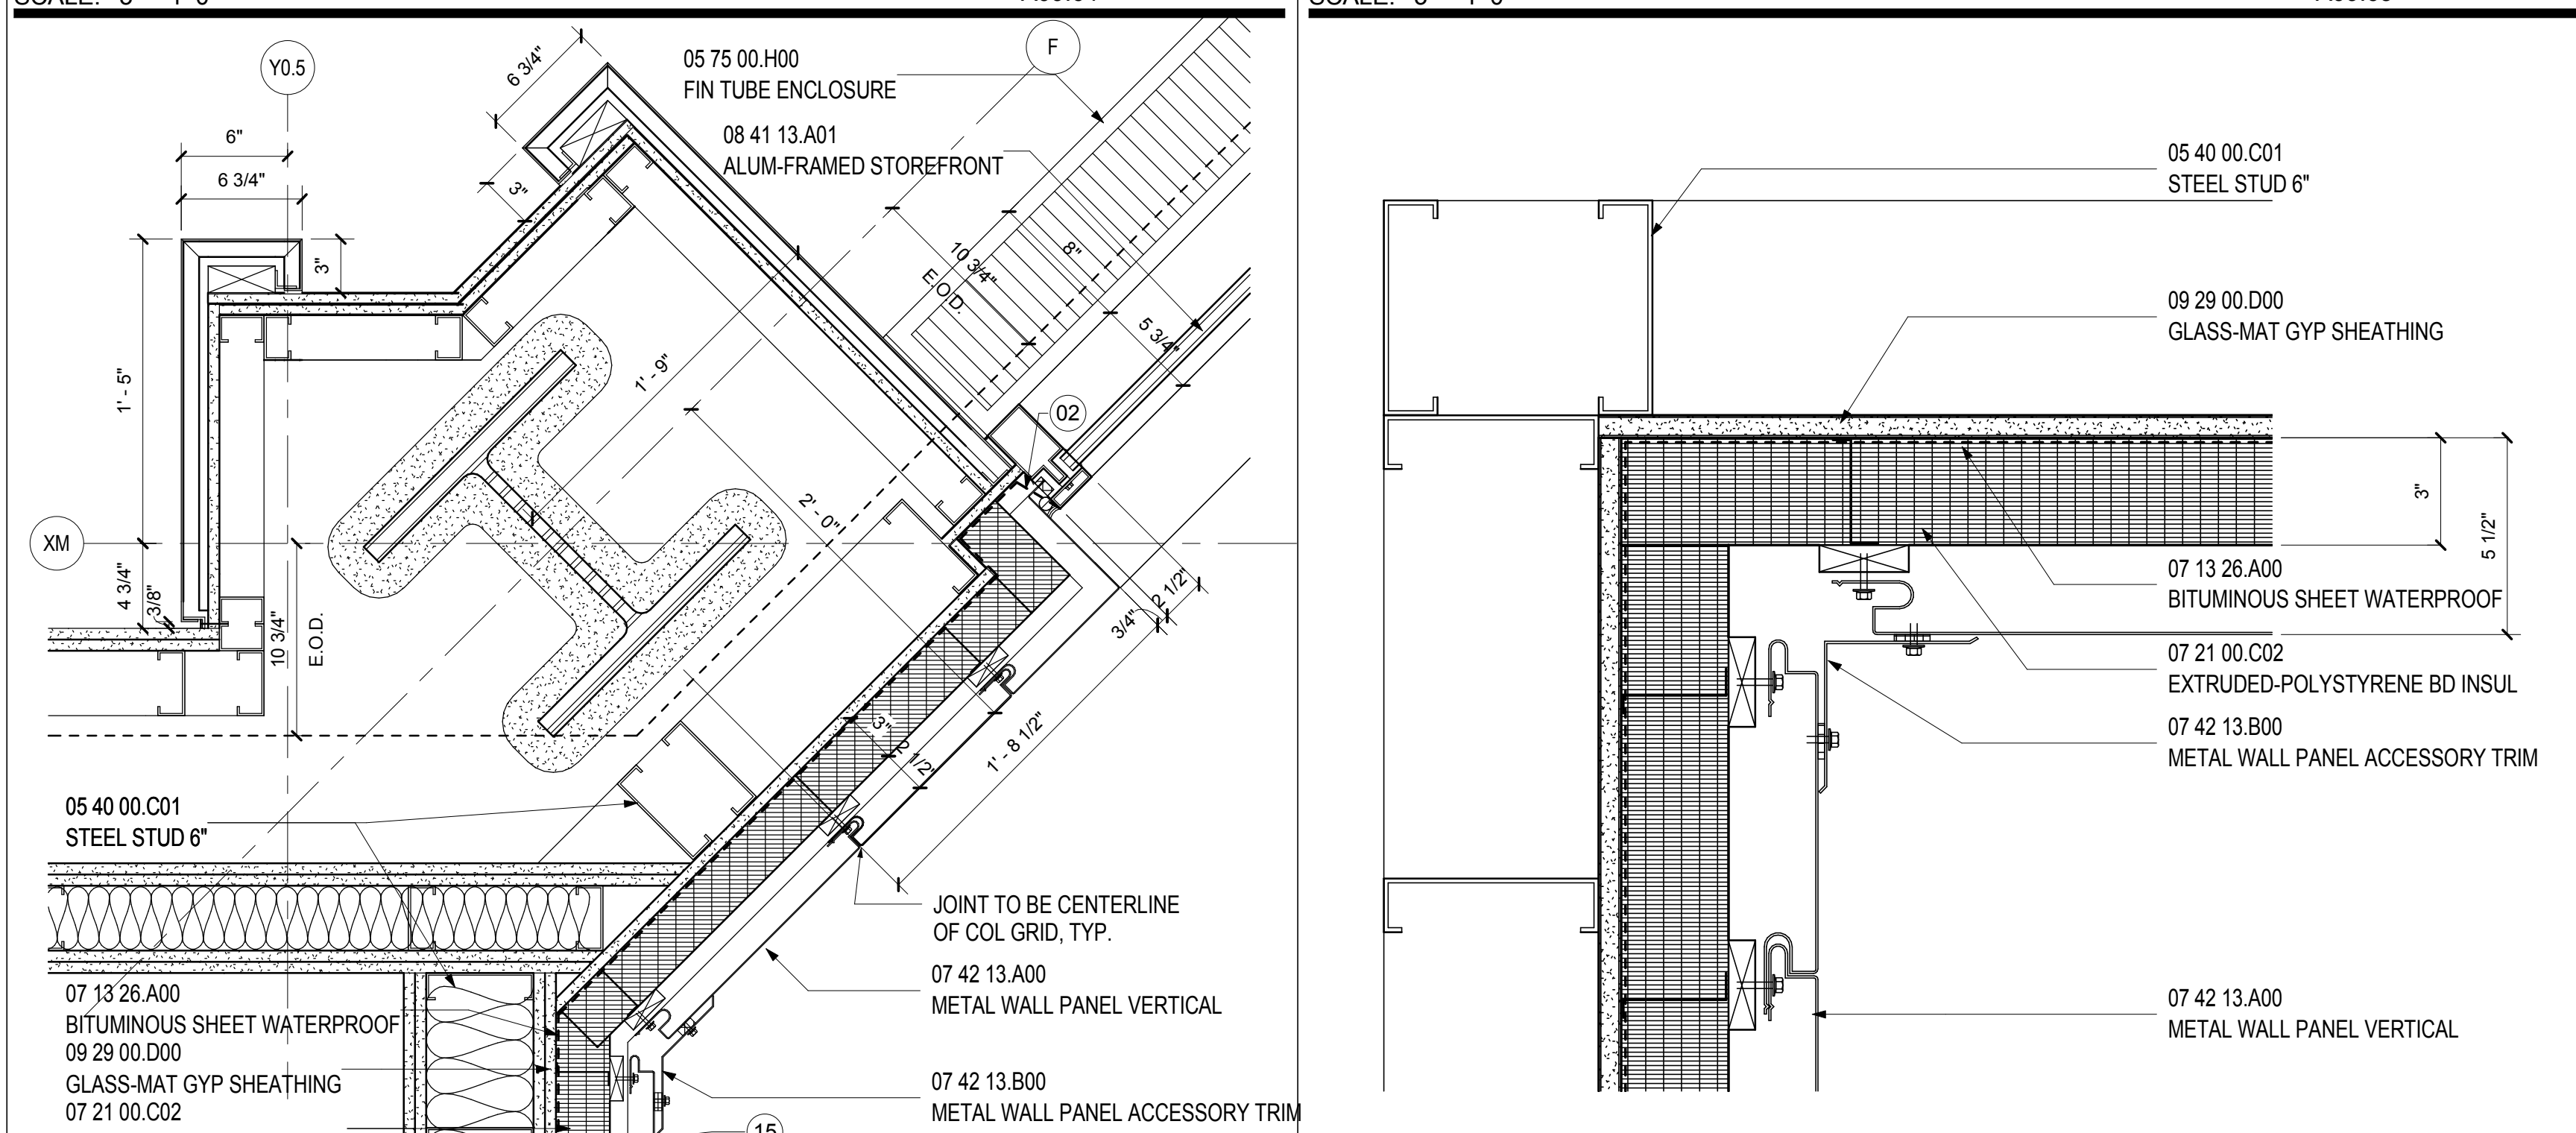 Y0.5
F
05 75 00.H00
FIN TUBE ENCLOSURE
08 41 13.A01
ALUM-FRAMED STOREFRONT
6 3/4"
6"
6 3/4"
3"
3"
1' - 5"
10 3/4"
E.O.D.
8"
5 3/4"
1' - 9"
02
2' - 0"
XM
4 3/4"
3/8"
10 3/4"
E.O.D.
2 1/2"
3/4"
3"
2 1/2"
1' - 8 1/2"
05 40 00.C01
STEEL STUD 6"
JOINT TO BE CENTERLINE
OF COL GRID, TYP.
07 42 13.A00
METAL WALL PANEL VERTICAL
07 13 26.A00
BITUMINOUS SHEET WATERPROOF
09 29 00.D00
GLASS-MAT GYP SHEATHING
07 21 00.C02
07 42 13.B00
METAL WALL PANEL ACCESSORY TRIM
15
05 40 00.C01
STEEL STUD 6"
09 29 00.D00
GLASS-MAT GYP SHEATHING
3"
5 1/2"
07 13 26.A00
BITUMINOUS SHEET WATERPROOF
07 21 00.C02
EXTRUDED-POLYSTYRENE BD INSUL
07 42 13.B00
METAL WALL PANEL ACCESSORY TRIM
07 42 13.A00
METAL WALL PANEL VERTICAL